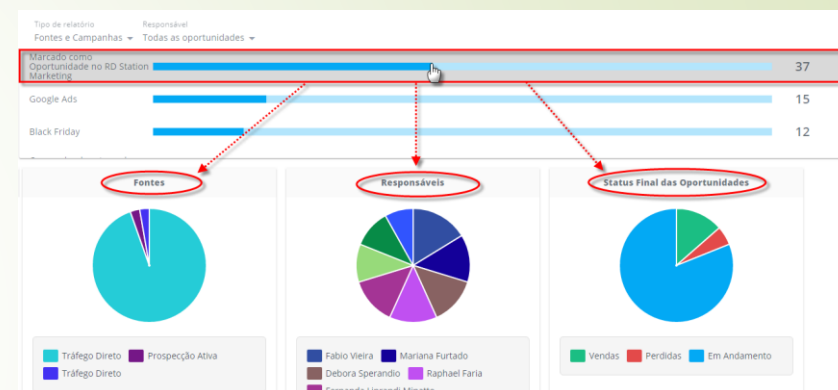 Tipo de relatório Responsável
Fontes e Campanhas Todas as oportunidades
Marcado como
Oportunidade no RD Station
Marketing
37
Google Ads 15
Black Friday 12
Fontes Responsáveis Status Final das Oportunidades
Tráfego Direto Prospecção Ativa
Tráfego Direto
Fabio Vieira Mariana Furtado
Debora Sperandio Raphael Faria
Vendas Perdidas Em Andamento